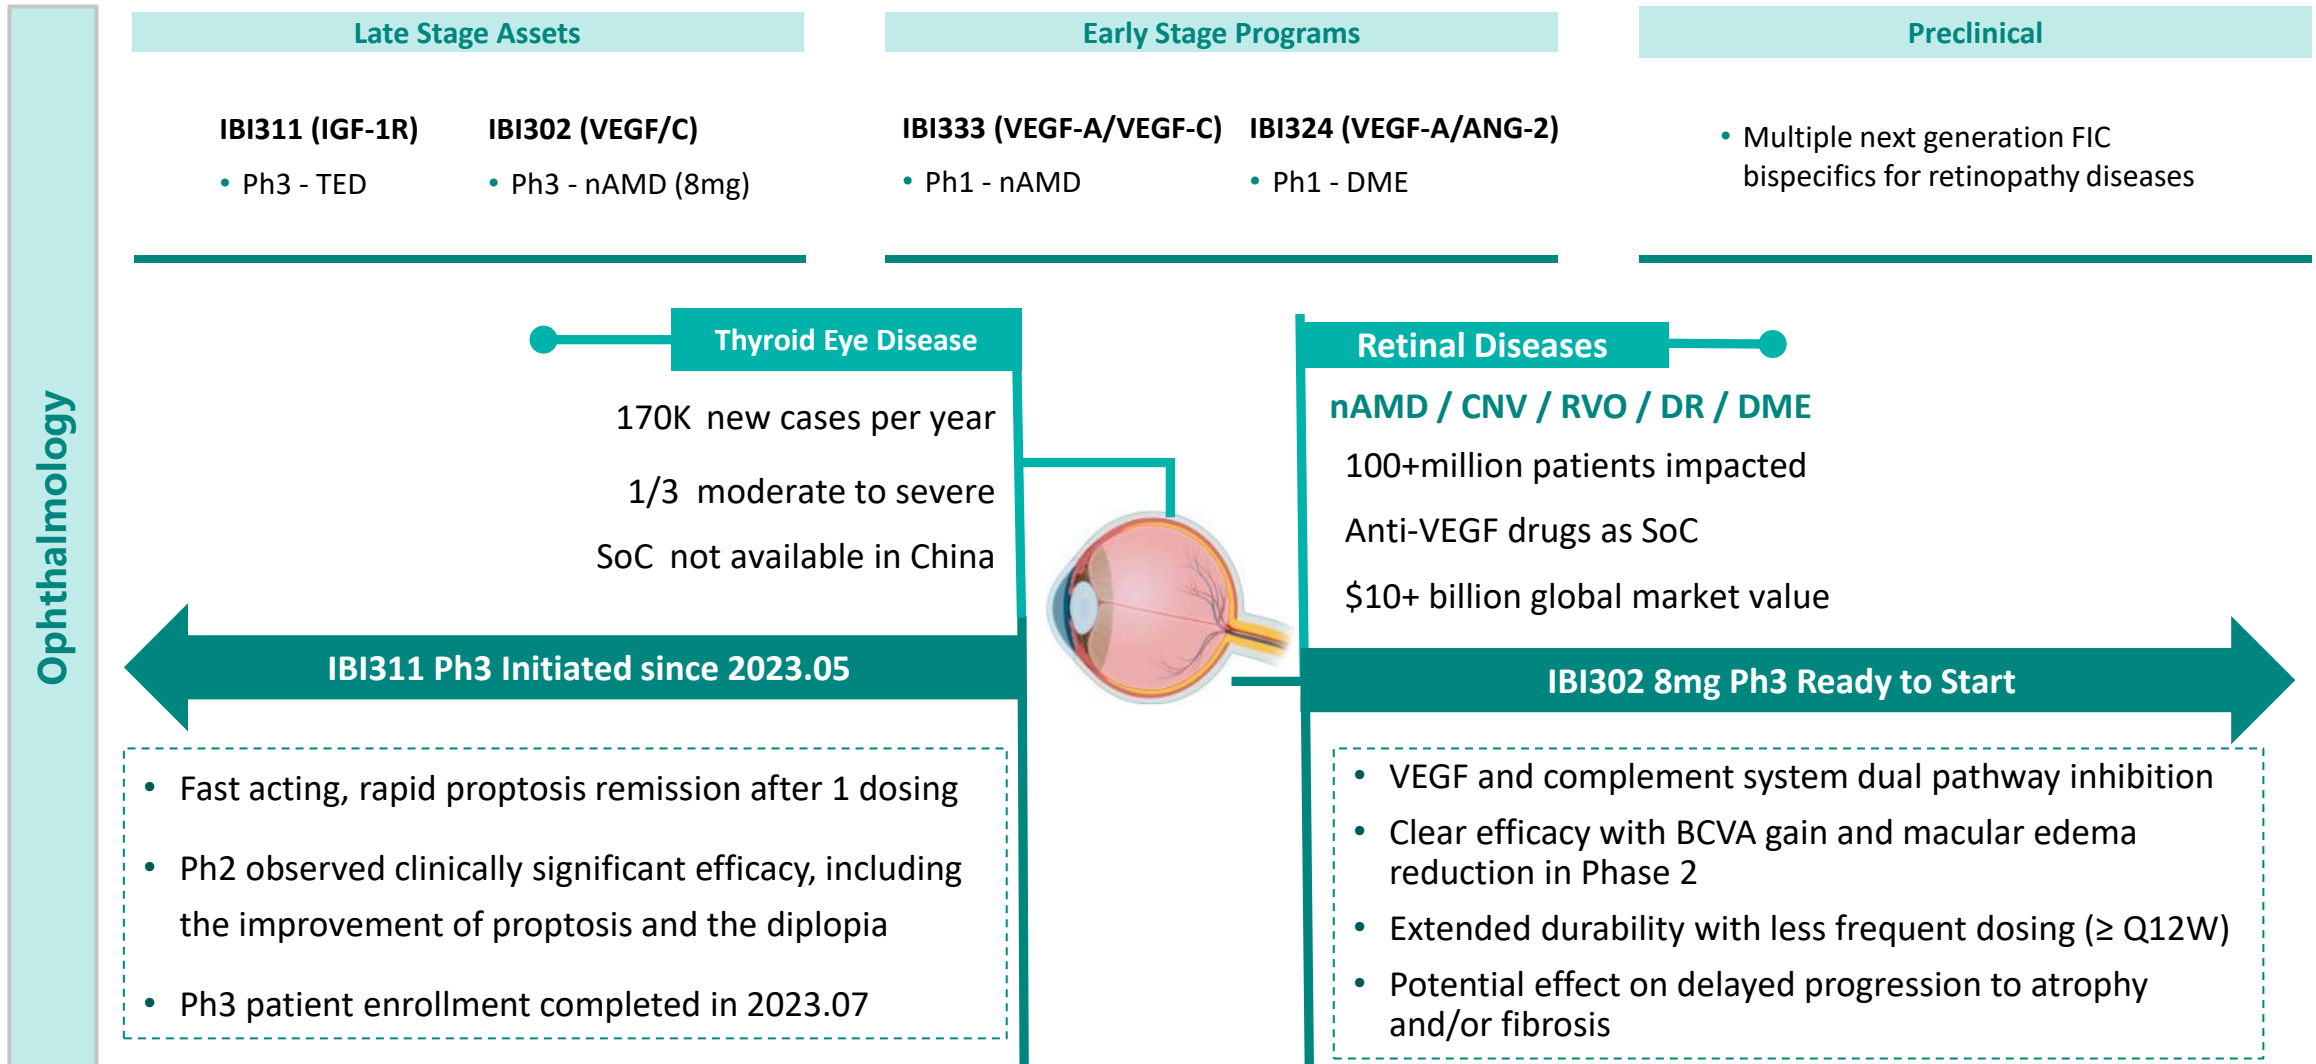 Ophthalmology
Late Stage Assets
IBI311 (IGF-1R)
• Ph3 - TED
IBI302 (VEGF/C)
• Ph3 - nAMD (8mg)
Early Stage Programs
IBI333 (VEGF-A/VEGF-C)
• Ph1 - nAMD
IBI324 (VEGF-A/ANG-2)
• Ph1 - DME
Preclinical
• Multiple next generation FIC
bispecifics for retinopathy diseases
Thyroid Eye Disease
170K new cases per year
1/3 moderate to severe
SoC not available in China
IBI311 Ph3 Initiated since 2023.05
• Fast acting, rapid proptosis remission after 1 dosing
• Ph2 observed clinically significant efficacy, including
the improvement of proptosis and the diplopia
• Ph3 patient enrollment completed in 2023.07
Retinal Diseases
nAMD / CNV / RVO / DR / DME
100+million patients impacted
Anti-VEGF drugs as SoC
$10+ billion global market value
IBI302 8mg Ph3 Ready to Start
• VEGF and complement system dual pathway inhibition
• Clear efficacy with BCVA gain and macular edema
reduction in Phase 2
• Extended durability with less frequent dosing (≥ Q12W)
• Potential effect on delayed progression to atrophy
and/or fibrosis